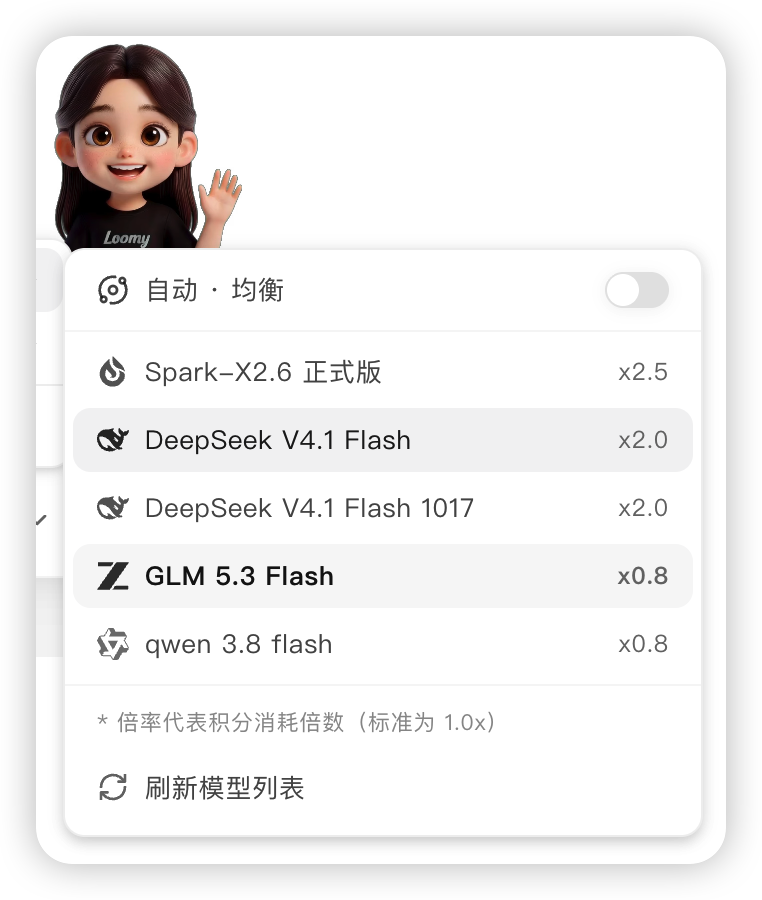 Loomy
自动 · 均衡
Spark-X2.6 正式版 x2.5
DeepSeek V4.1 Flash x2.0
DeepSeek V4.1 Flash 1017 x2.0
GLM 5.3 Flash x0.8
qwen 3.8 flash x0.8
* 倍率代表积分消耗倍数（标准为 1.0x）
刷新模型列表